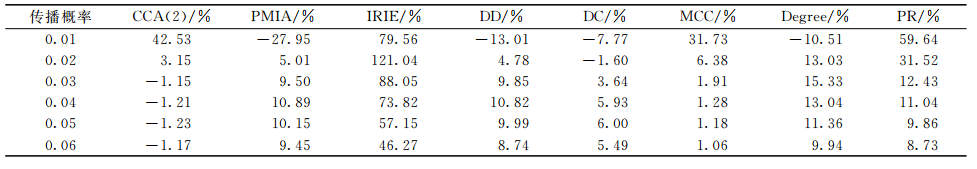 传播概率 CCA(2)/% PMIA/% IRIE/% DD/% DC/% MCC/% Degree/% PR/%
0.01 42.53 −27.95 79.56 −13.01 −7.77 31.73 −10.51 59.64
0.02 3.15 5.01 121.04 4.78 −1.60 6.38 13.03 31.52
0.03 −1.15 9.50 88.05 9.85 3.64 1.91 15.33 12.43
0.04 −1.21 10.89 73.82 10.82 5.93 1.28 13.04 11.04
0.05 −1.23 10.15 57.15 9.99 6.00 1.18 11.36 9.86
0.06 −1.17 9.45 46.27 8.74 5.49 1.06 9.94 8.73